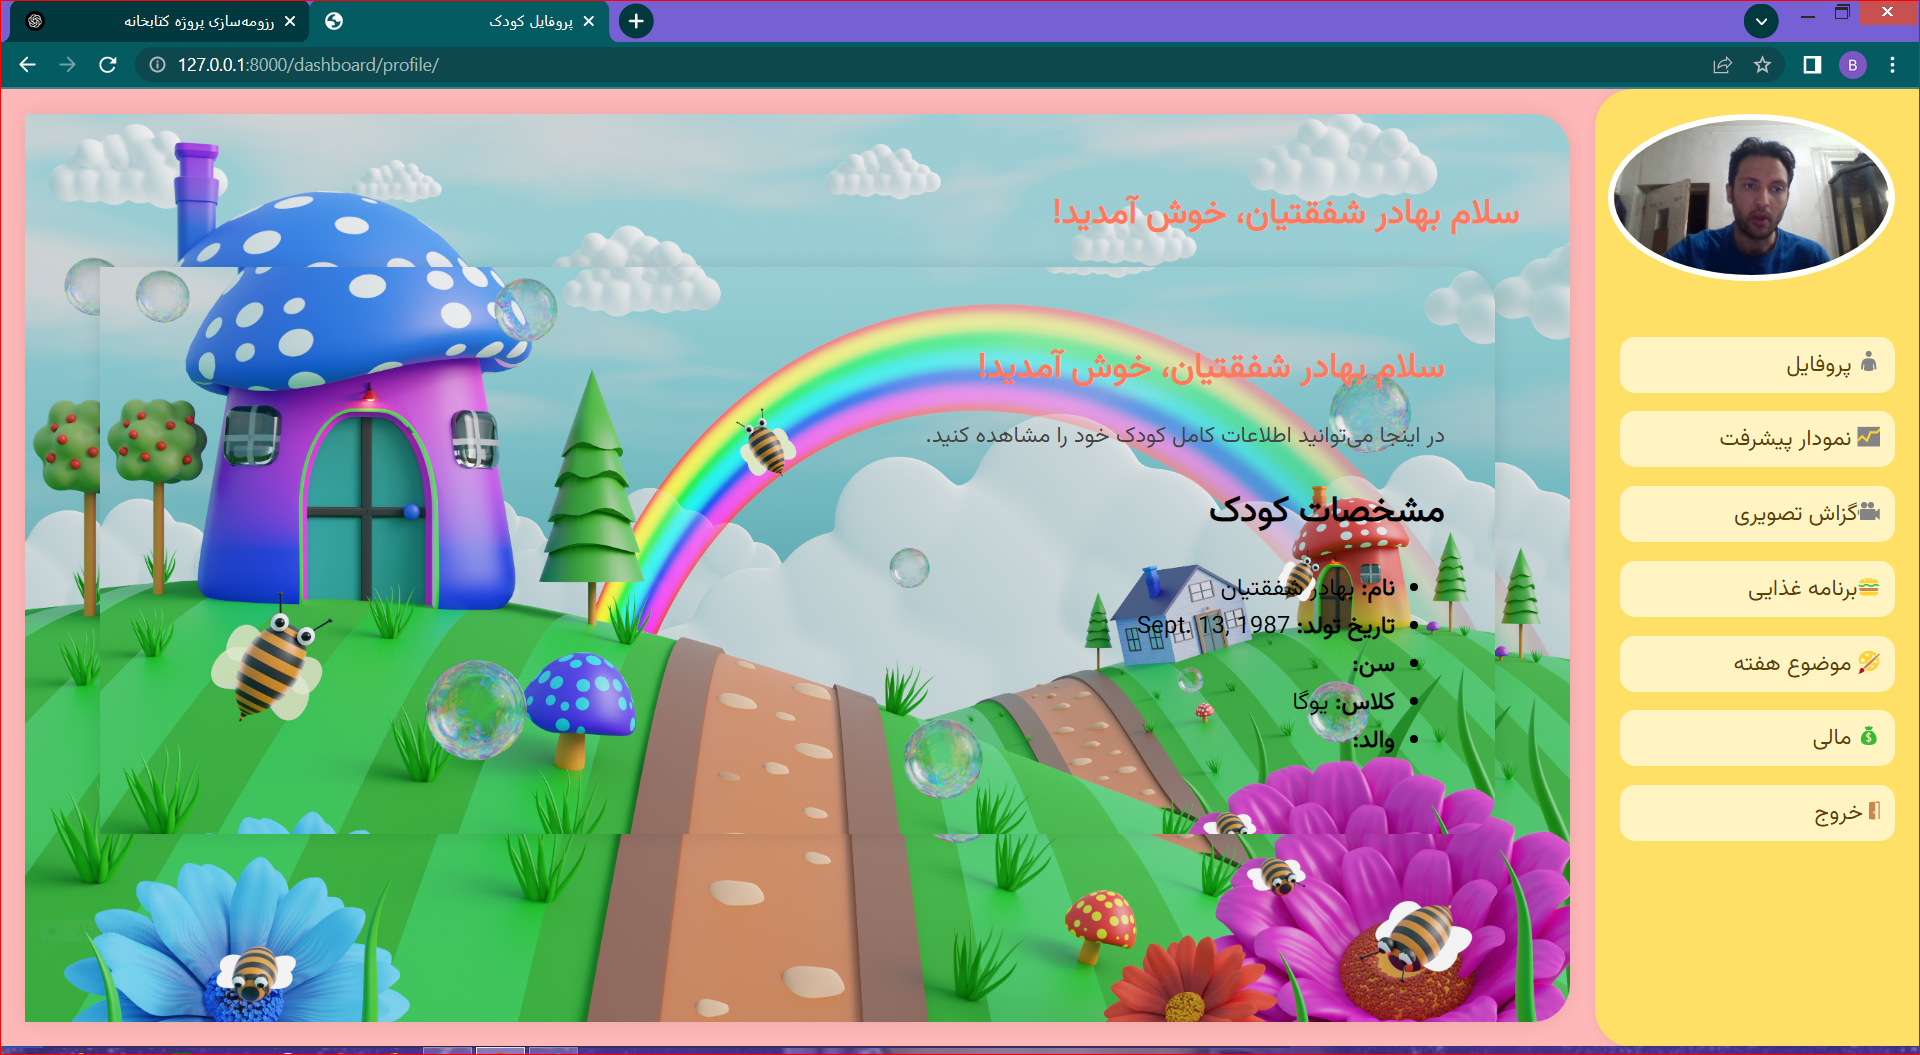 رزومه‌سازی پروژه کتابخانه
پروفایل کودک
127.0.0.1:8000/dashboard/profile/
B
سلام بهادر شفقتیان، خوش آمدید!
سلام بهادر شفقتیان، خوش آمدید!
در اینجا می‌توانید اطلاعات کامل کودک خود را مشاهده کنید.
مشخصات کودک
نام: بهادر شفقتیان
تاریخ تولد: Sept. 13, 1987
سن:
کلاس: یوگا
والد:
پروفایل
نمودار پیشرفت
گزاش تصویری
برنامه غذایی
موضوع هفته
مالی
خروج